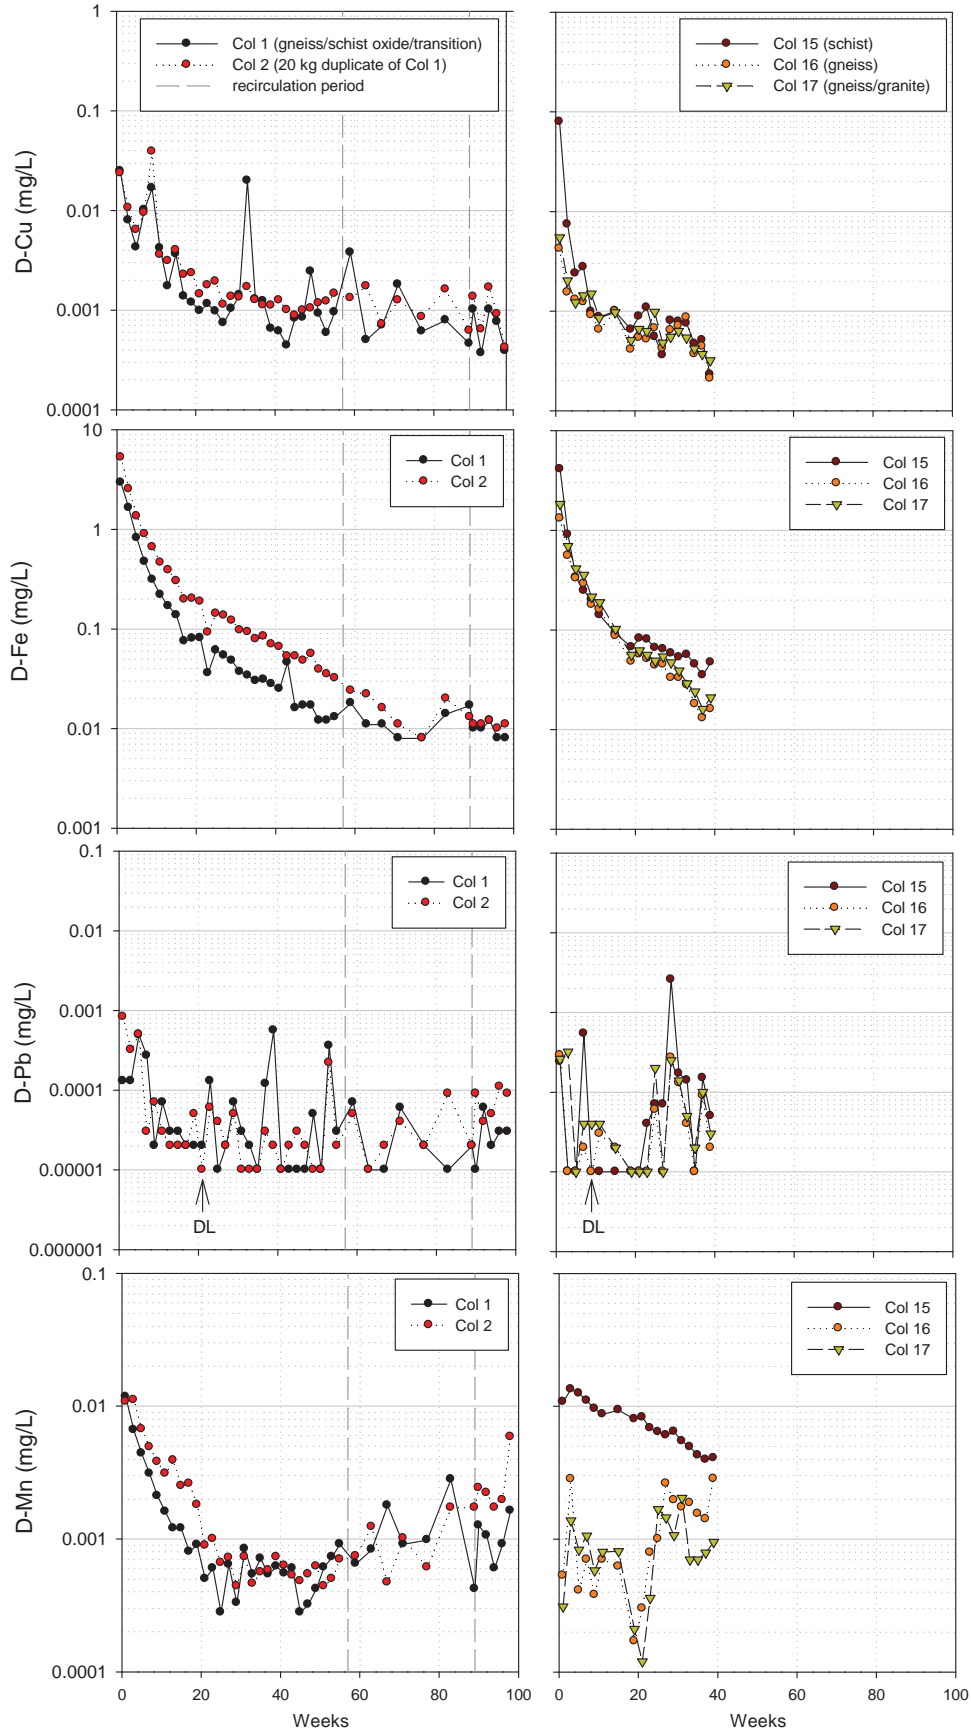 1
0.1
0.01
0.001
0.0001
D-Cu (mg/L)
Col 1 (gneiss/schist oxide/transition)
Col 2 (20 kg duplicate of Col 1)
recirculation period
Col 15 (schist)
Col 16 (gneiss)
Col 17 (gneiss/granite)
10
1
0.1
0.01
0.001
D-Fe (mg/L)
Col 1
Col 2
Col 15
Col 16
Col 17
0.1
0.01
0.001
0.0001
0.00001
0.000001
D-Pb (mg/L)
Col 1
Col 2
DL
Col 15
Col 16
Col 17
DL
0.1
0.01
0.001
0.0001
D-Mn (mg/L)
Col 1
Col 2
Col 15
Col 16
Col 17
0 20 40 60 80 100
Weeks
0 20 40 60 80 100
Weeks